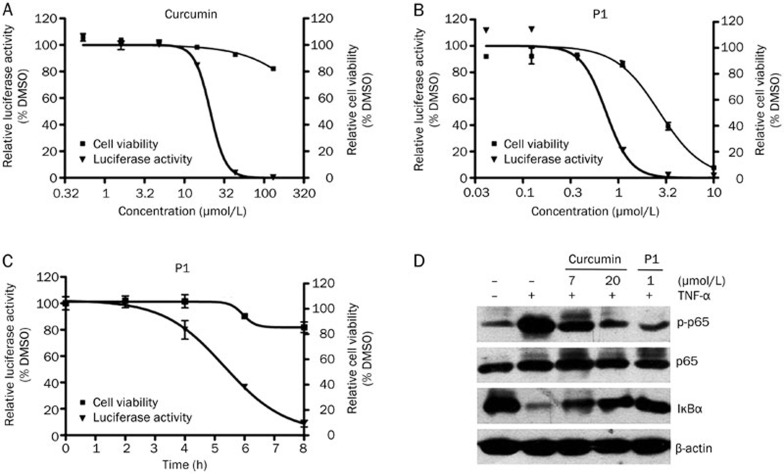 A
Curcumin
Relative luciferase activity
(% DMSO)
120
100
80
60
40
20
0
120
100
80
60
40
20
0
Relative cell viability
(% DMSO)
Cell viability
Luciferase activity
0.32 1 3.2 14 32 100 320
Concentration (μmol/L)
B
P1
Relative luciferase activity
(% DMSO)
120
100
80
60
40
20
0
120
100
80
60
40
20
0
Relative cell viability
(% DMSO)
Cell viability
Luciferase activity
0.03 0.1 0.3 1 3.2 10
Concentration (μmol/L)
C
P1
Relative luciferase activity
(% DMSO)
120
100
80
60
40
20
0
120
100
80
60
40
20
0
Relative cell viability
(% DMSO)
Cell viability
Luciferase activity
0 1 2 3 4 5 6 7 8
Time (h)
D
Curcumin P1
– – 7 20 1 (μmol/L)
– + + + + TNF-α
p-p65
p65
IκBα
β-actin